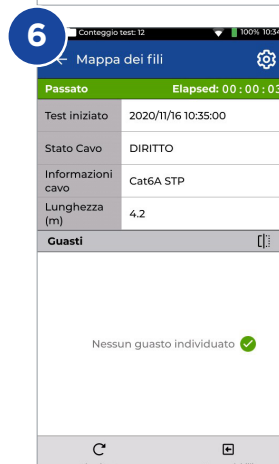 6
Conteggio test: 12 100% 10:34
← Mappa dei fili
Passato Elapsed: 00 : 00 : 03
Test iniziato 2020/11/16 10:35:00
Stato Cavo DIRITTO
Informazioni cavo Cat6A STP
Lunghezza (m) 4.2
Guasti
Nessun guasto individuato